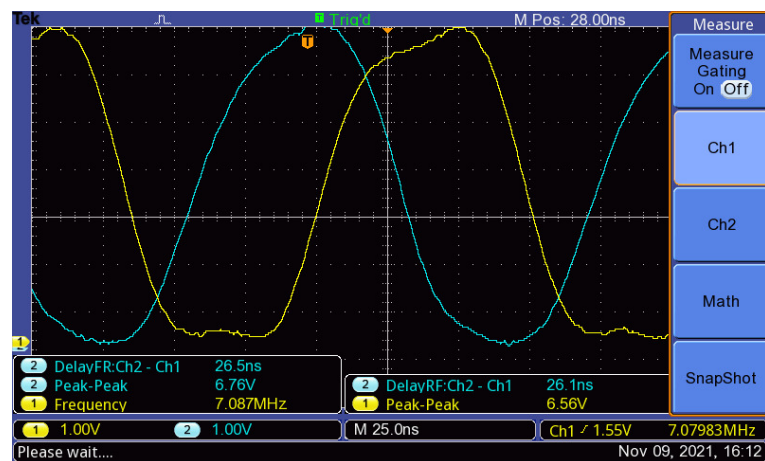 Tek T Trig'd M Pos: 28.00ns Measure
Measure
Gating
On Off
T
Ch1
Ch2
Math
SnapShot
1
2
2 DelayFR:Ch2 - Ch1 26.5ns
2 Peak-Peak 6.76V
1 Frequency 7.087MHz
2 DelayRF:Ch2 - Ch1 26.1ns
1 Peak-Peak 6.56V
1 1.00V 2 1.00V M 25.0ns Ch1 1.55V 7.07983MHz
Please wait.... Nov 09, 2021, 16:12